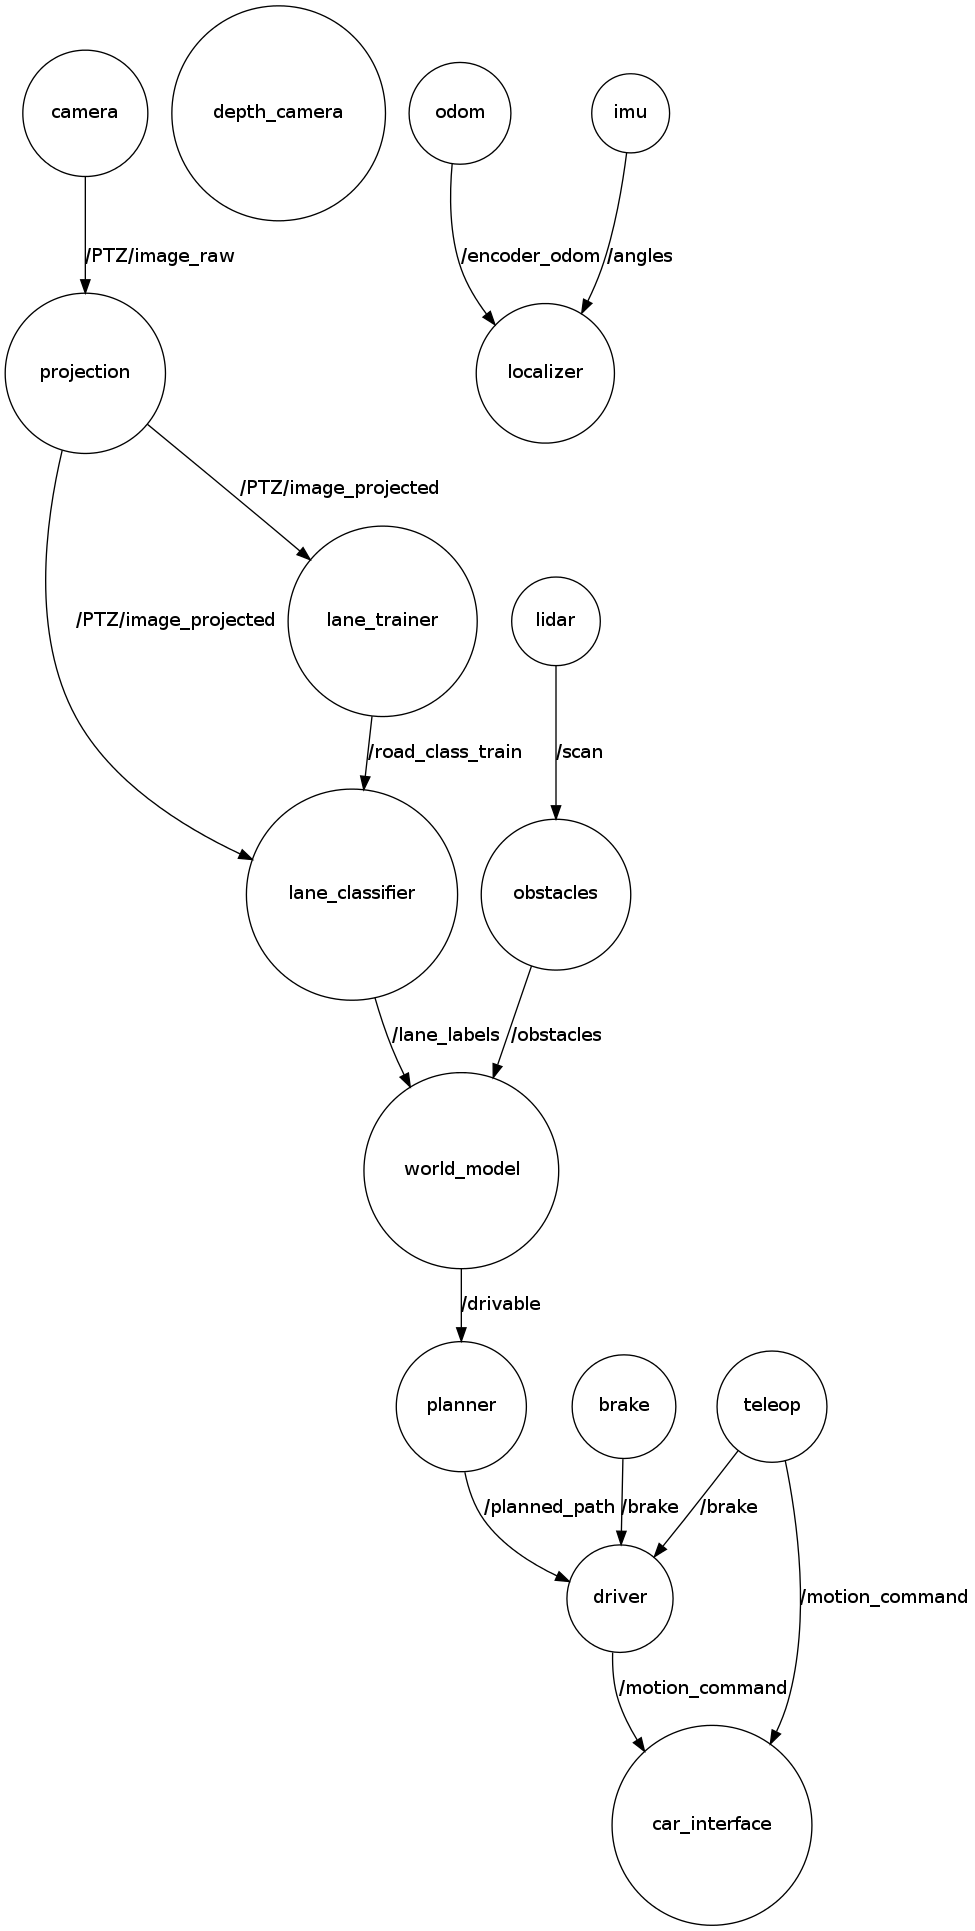 camera
depth_camera
odom
imu
/PTZ/image_raw
/encoder_odom
/angles
projection
localizer
/PTZ/image_projected
/PTZ/image_projected
lane_trainer
lidar
/road_class_train
/scan
lane_classifier
obstacles
/lane_labels
/obstacles
world_model
/drivable
planner
brake
teleop
/planned_path
/brake
/brake
driver
/motion_command
/motion_command
car_interface